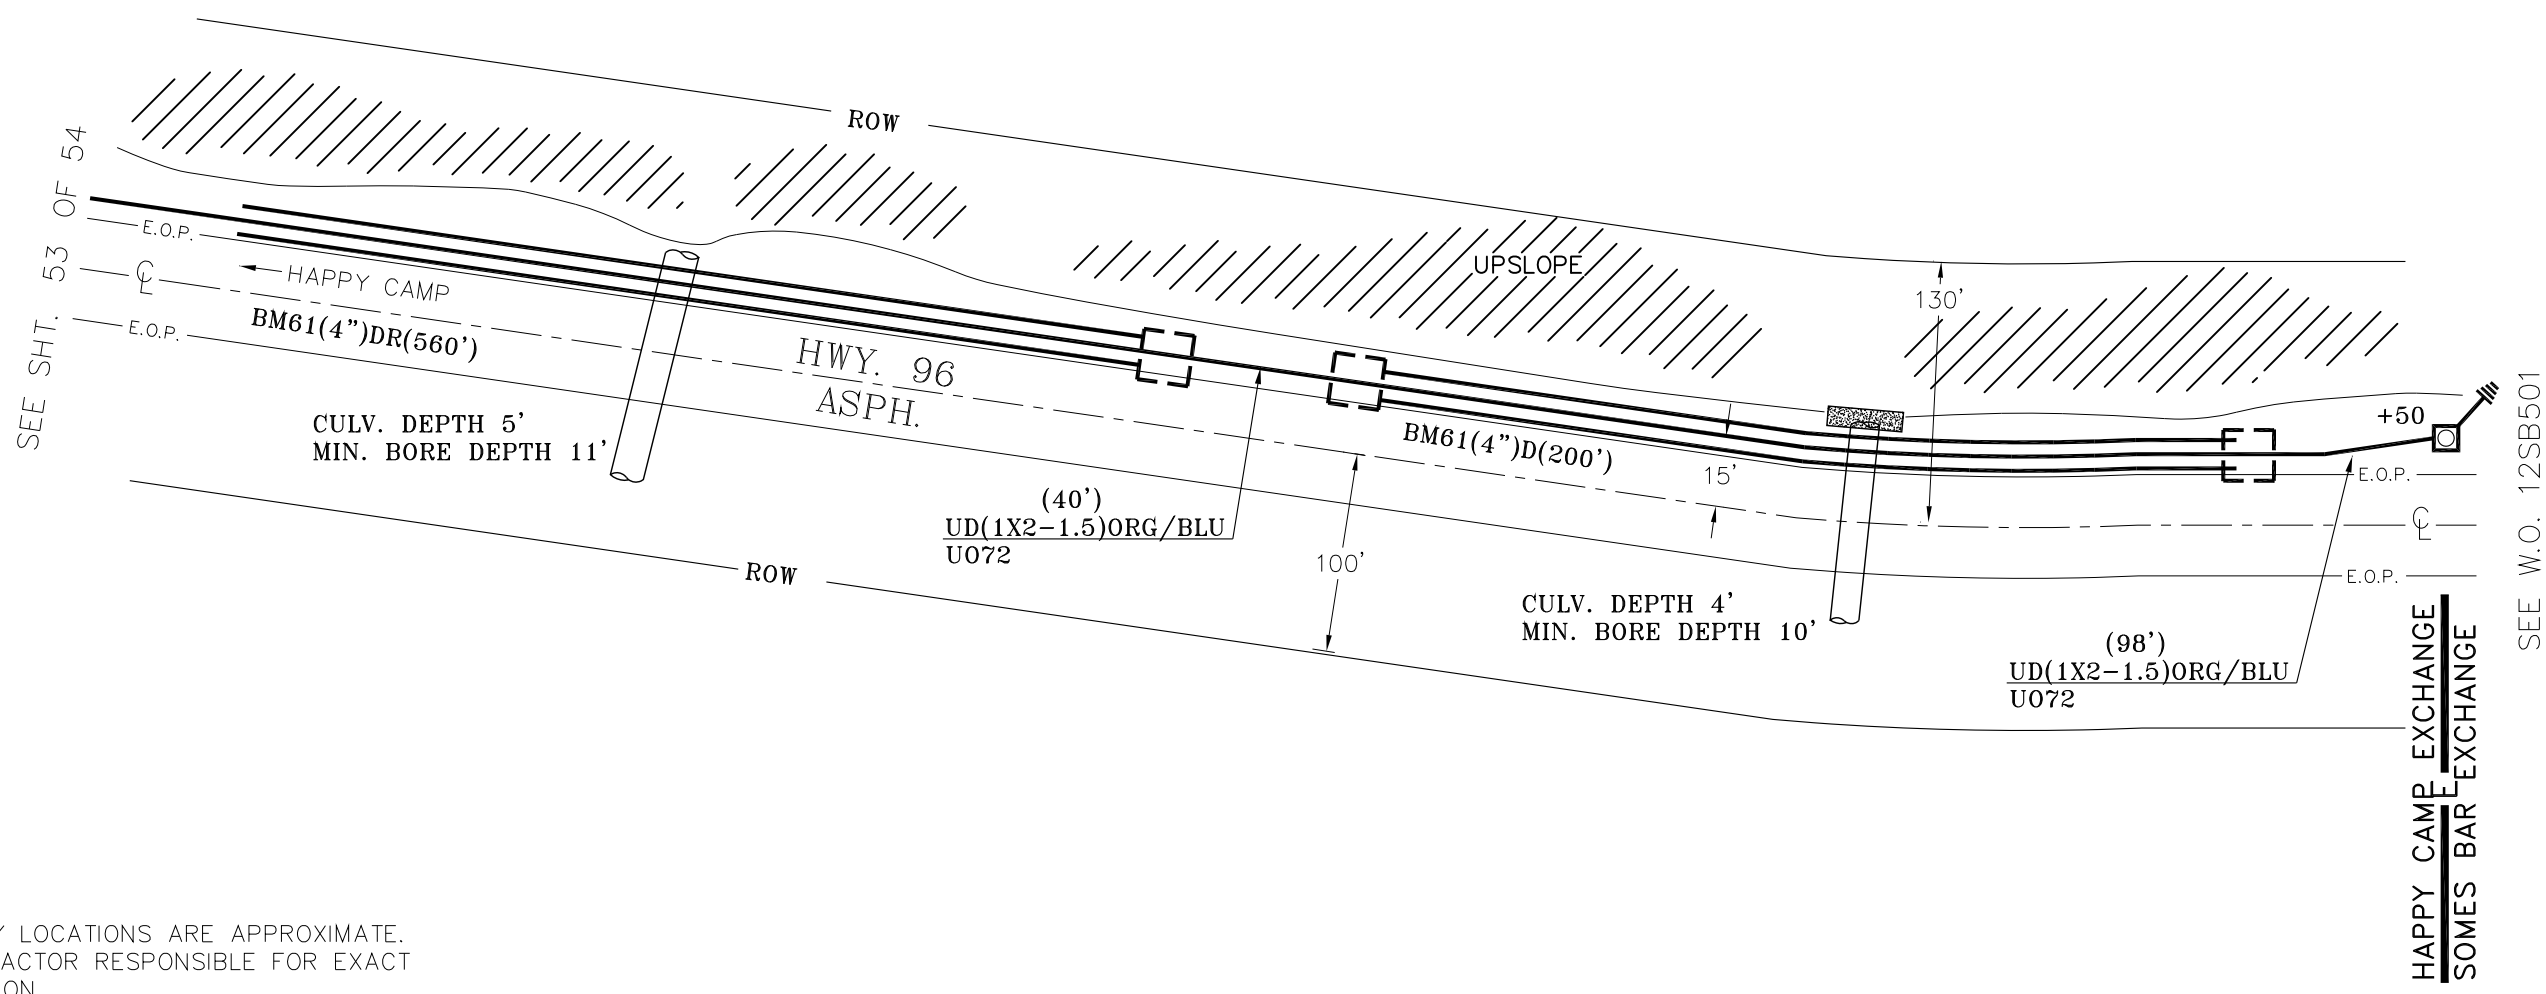 ROW
SEE SHT. 53 OF 54
E.O.P.
℄
HAPPY CAMP
E.O.P.
BM61(4")DR(560')
HWY. 96
ASPH.
CULV. DEPTH 5'
MIN. BORE DEPTH 11'
UPSLOPE
130'
+50
BM61(4")D(200')
15'
E.O.P.
℄
E.O.P.
(40')
UD(1X2-1.5)ORG/BLU
UO72
100'
ROW
CULV. DEPTH 4'
MIN. BORE DEPTH 10'
(98')
UD(1X2-1.5)ORG/BLU
UO72
SEE W.O. 12SB501
HAPPY CAMP EXCHANGE
E
SOMES BAR EXCHANGE
LOCATIONS ARE APPROXIMATE.
ACTOR RESPONSIBLE FOR EXACT
ON